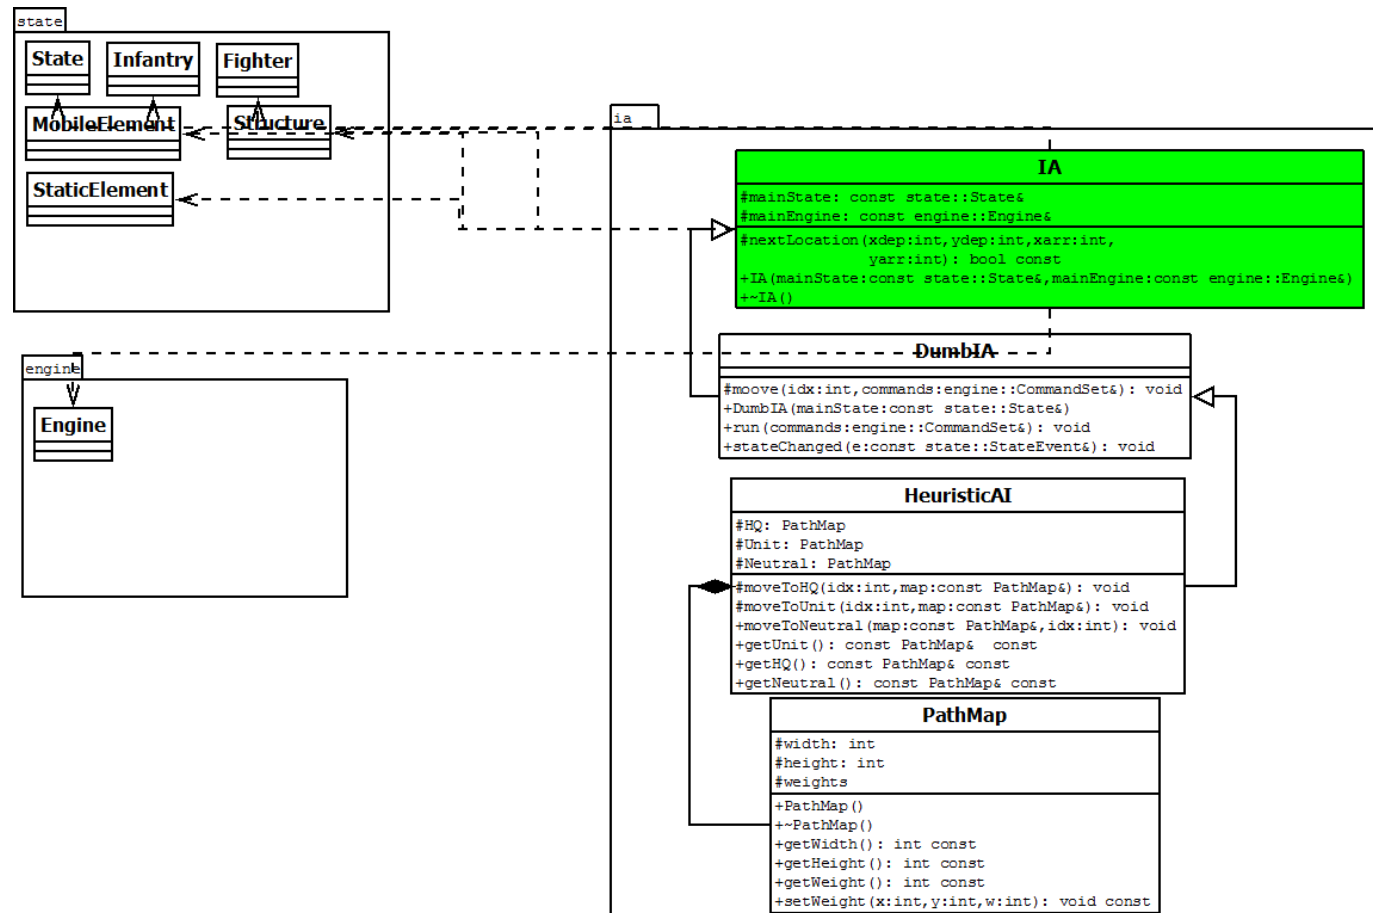 state
State
Infantry
Fighter
MobileElement
Structure
StaticElement
engine
Engine
ia
IA
#mainState: const state::State&
#mainEngine: const engine::Engine&
#nextLocation(xdep:int,ydep:int,xarr:int,
yarr:int): bool const
+IA(mainState:const state::State&,mainEngine:const engine::Engine&)
+~IA()
DumbIA
#moove(idx:int,commands:engine::CommandSet&): void
+DumbIA(mainState:const state::State&)
+run(commands:engine::CommandSet&): void
+stateChanged(e:const state::StateEvent&): void
HeuristicAI
#HQ: PathMap
#Unit: PathMap
#Neutral: PathMap
#moveToHQ(idx:int,map:const PathMap&): void
#moveToUnit(idx:int,map:const PathMap&): void
+moveToNeutral(map:const PathMap&,idx:int): void
+getUnit(): const PathMap&  const
+getHQ(): const PathMap& const
+getNeutral(): const PathMap& const
PathMap
#width: int
#height: int
#weights
+PathMap()
+~PathMap()
+getWidth(): int const
+getHeight(): int const
+getWeight(): int const
+setWeight(x:int,y:int,w:int): void const